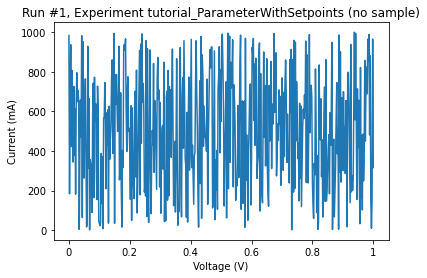 Run #1, Experiment tutorial_ParameterWithSetpoints (no sample)
1000
800
600
400
200
0
Current (mA)
0 0.2 0.4 0.6 0.8 1
Voltage (V)